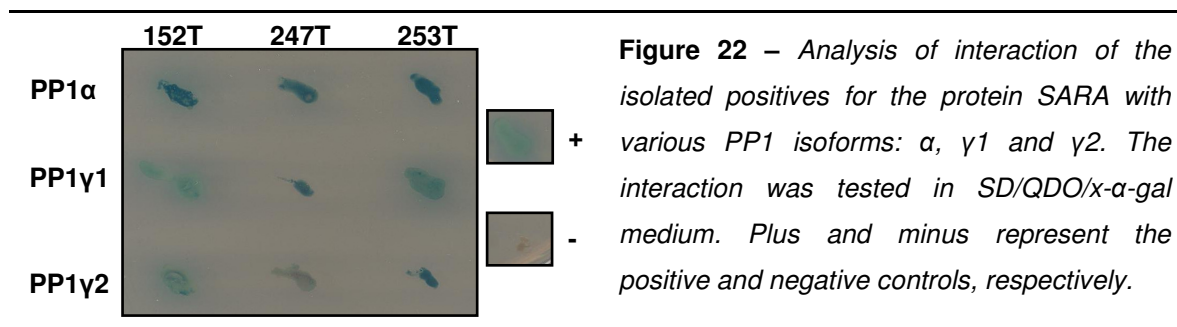 152T 247T 253T
PP1α
PP1γ1
PP1γ2
+
-
Figure 22 – Analysis of interaction of the
isolated positives for the protein SARA with
various PP1 isoforms: α, γ1 and γ2. The
interaction was tested in SD/QDO/x-α-gal
medium. Plus and minus represent the
positive and negative controls, respectively.